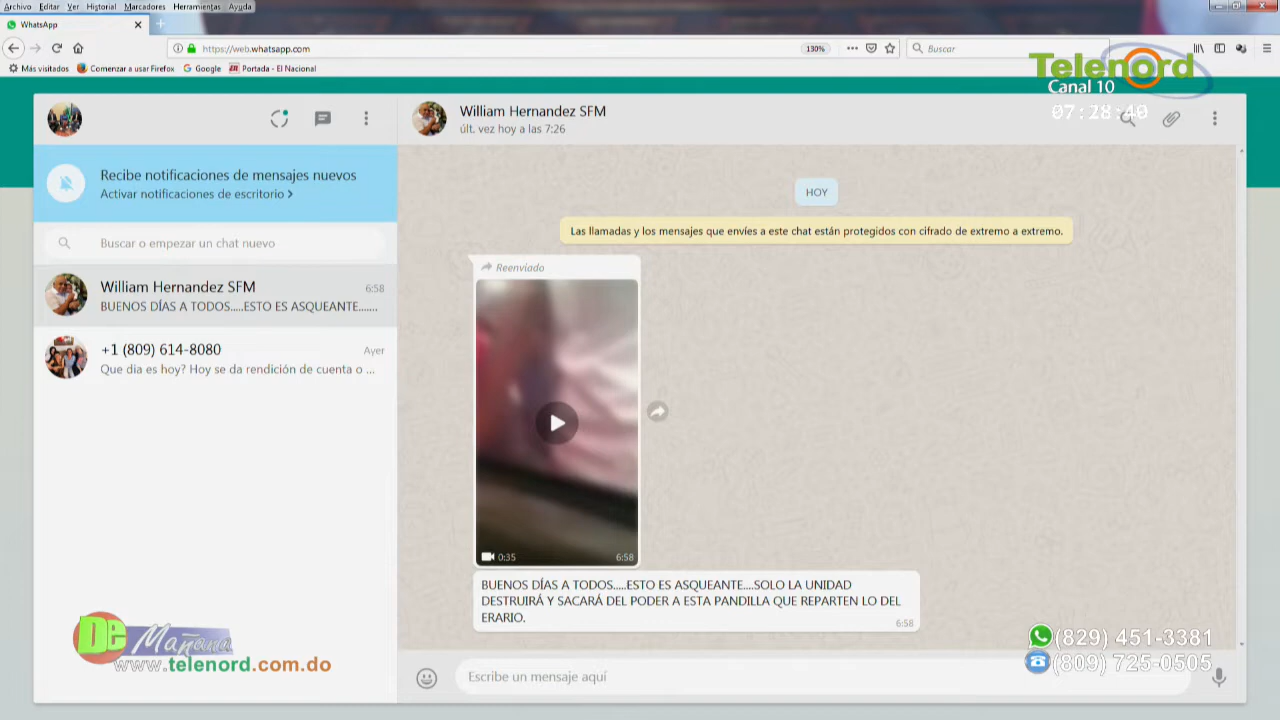 Archivo Editar Ver Historial Marcadores Herramientas Ayuda
WhatsApp
https://web.whatsapp.com
130%
Buscar
Más visitados Comenzar a usar Firefox Google Portada - El Nacional
Telenord
Canal 10
07:28:40
William Hernandez SFM
últ. vez hoy a las 7:26
Recibe notificaciones de mensajes nuevos
Activar notificaciones de escritorio >
Buscar o empezar un chat nuevo
William Hernandez SFM 6:58
BUENOS DÍAS A TODOS.....ESTO ES ASQUEANTE.......
+1 (809) 614-8080 Ayer
Que dia es hoy? Hoy se da rendición de cuenta o ...
HOY
Las llamadas y los mensajes que envíes a este chat están protegidos con cifrado de extremo a extremo.
Reenviado
0:35 6:58
BUENOS DÍAS A TODOS.....ESTO ES ASQUEANTE....SOLO LA UNIDAD
DESTRUIRÁ Y SACARÁ DEL PODER A ESTA PANDILLA QUE REPARTEN LO DEL
ERARIO.
6:58
Escribe un mensaje aquí
De Mañana
www.telenord.com.do
(829) 451-3381
(809) 725-0505